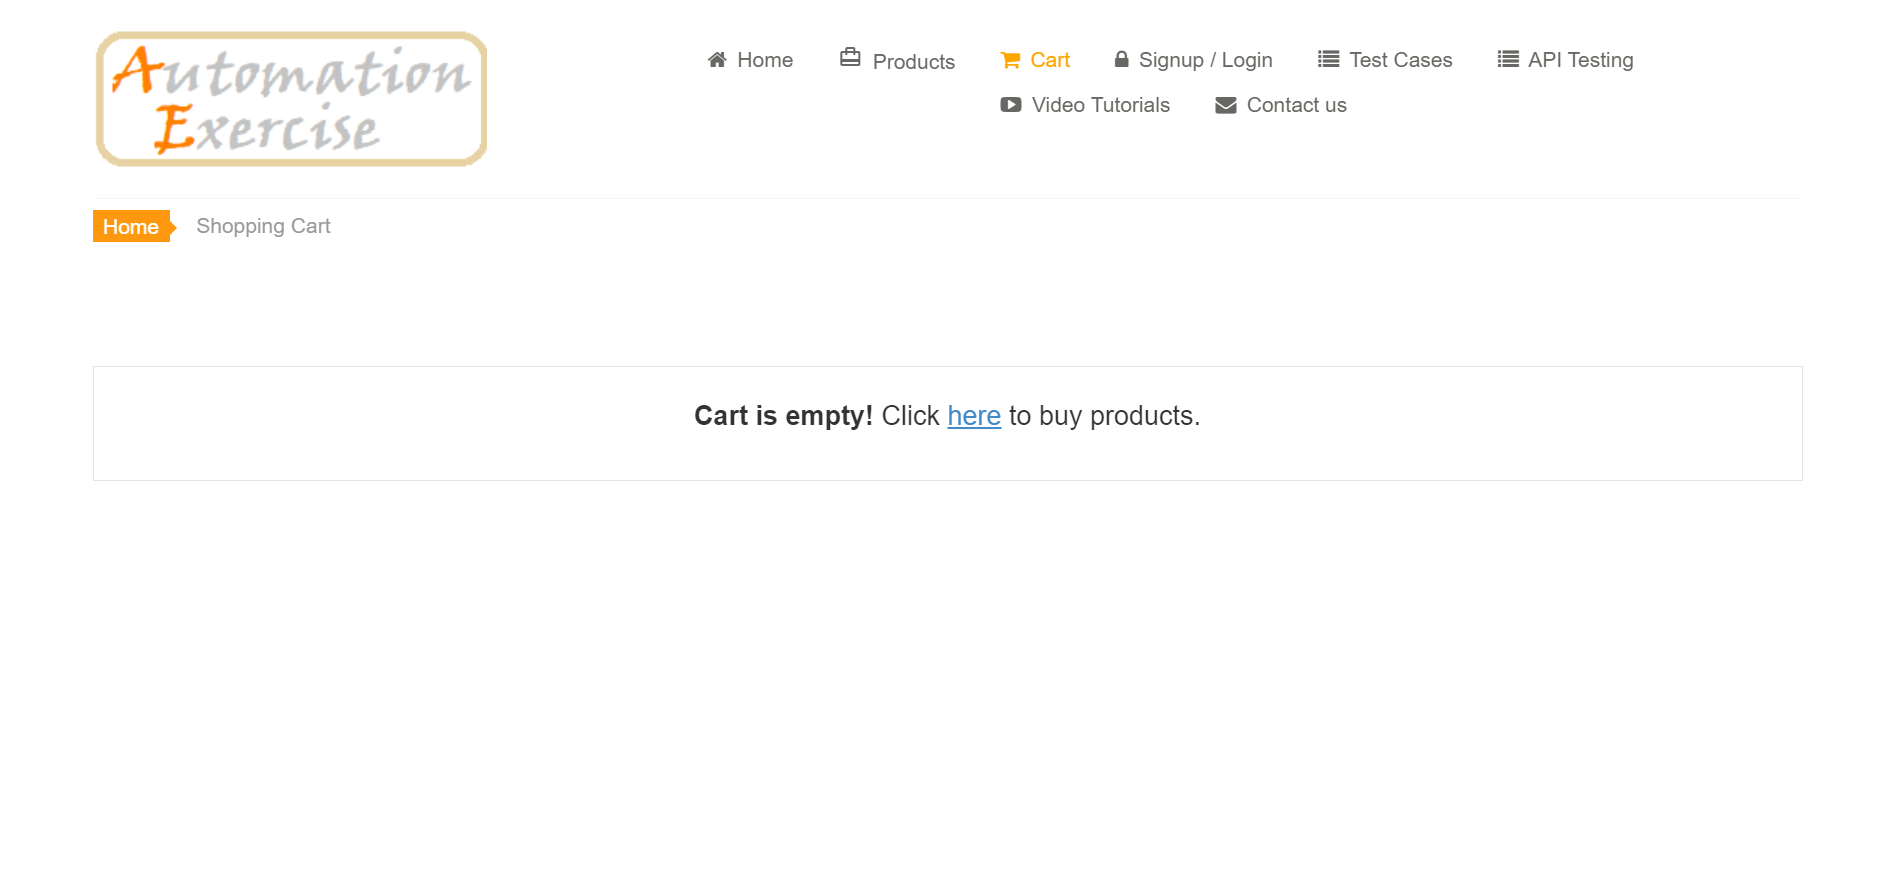 Automation
Exercise
Home Products Cart Signup / Login Test Cases API Testing
Video Tutorials Contact us
Home Shopping Cart
Cart is empty! Click here to buy products.